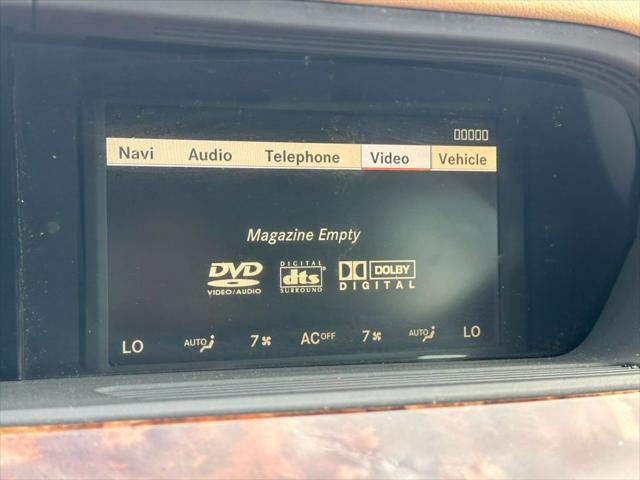 Navi Audio Telephone Video Vehicle
Magazine Empty
DVD VIDEO/AUDIO
DIGITAL dts SURROUND
DOLBY DIGITAL
LO AUTO 7 AC OFF 7 AUTO LO